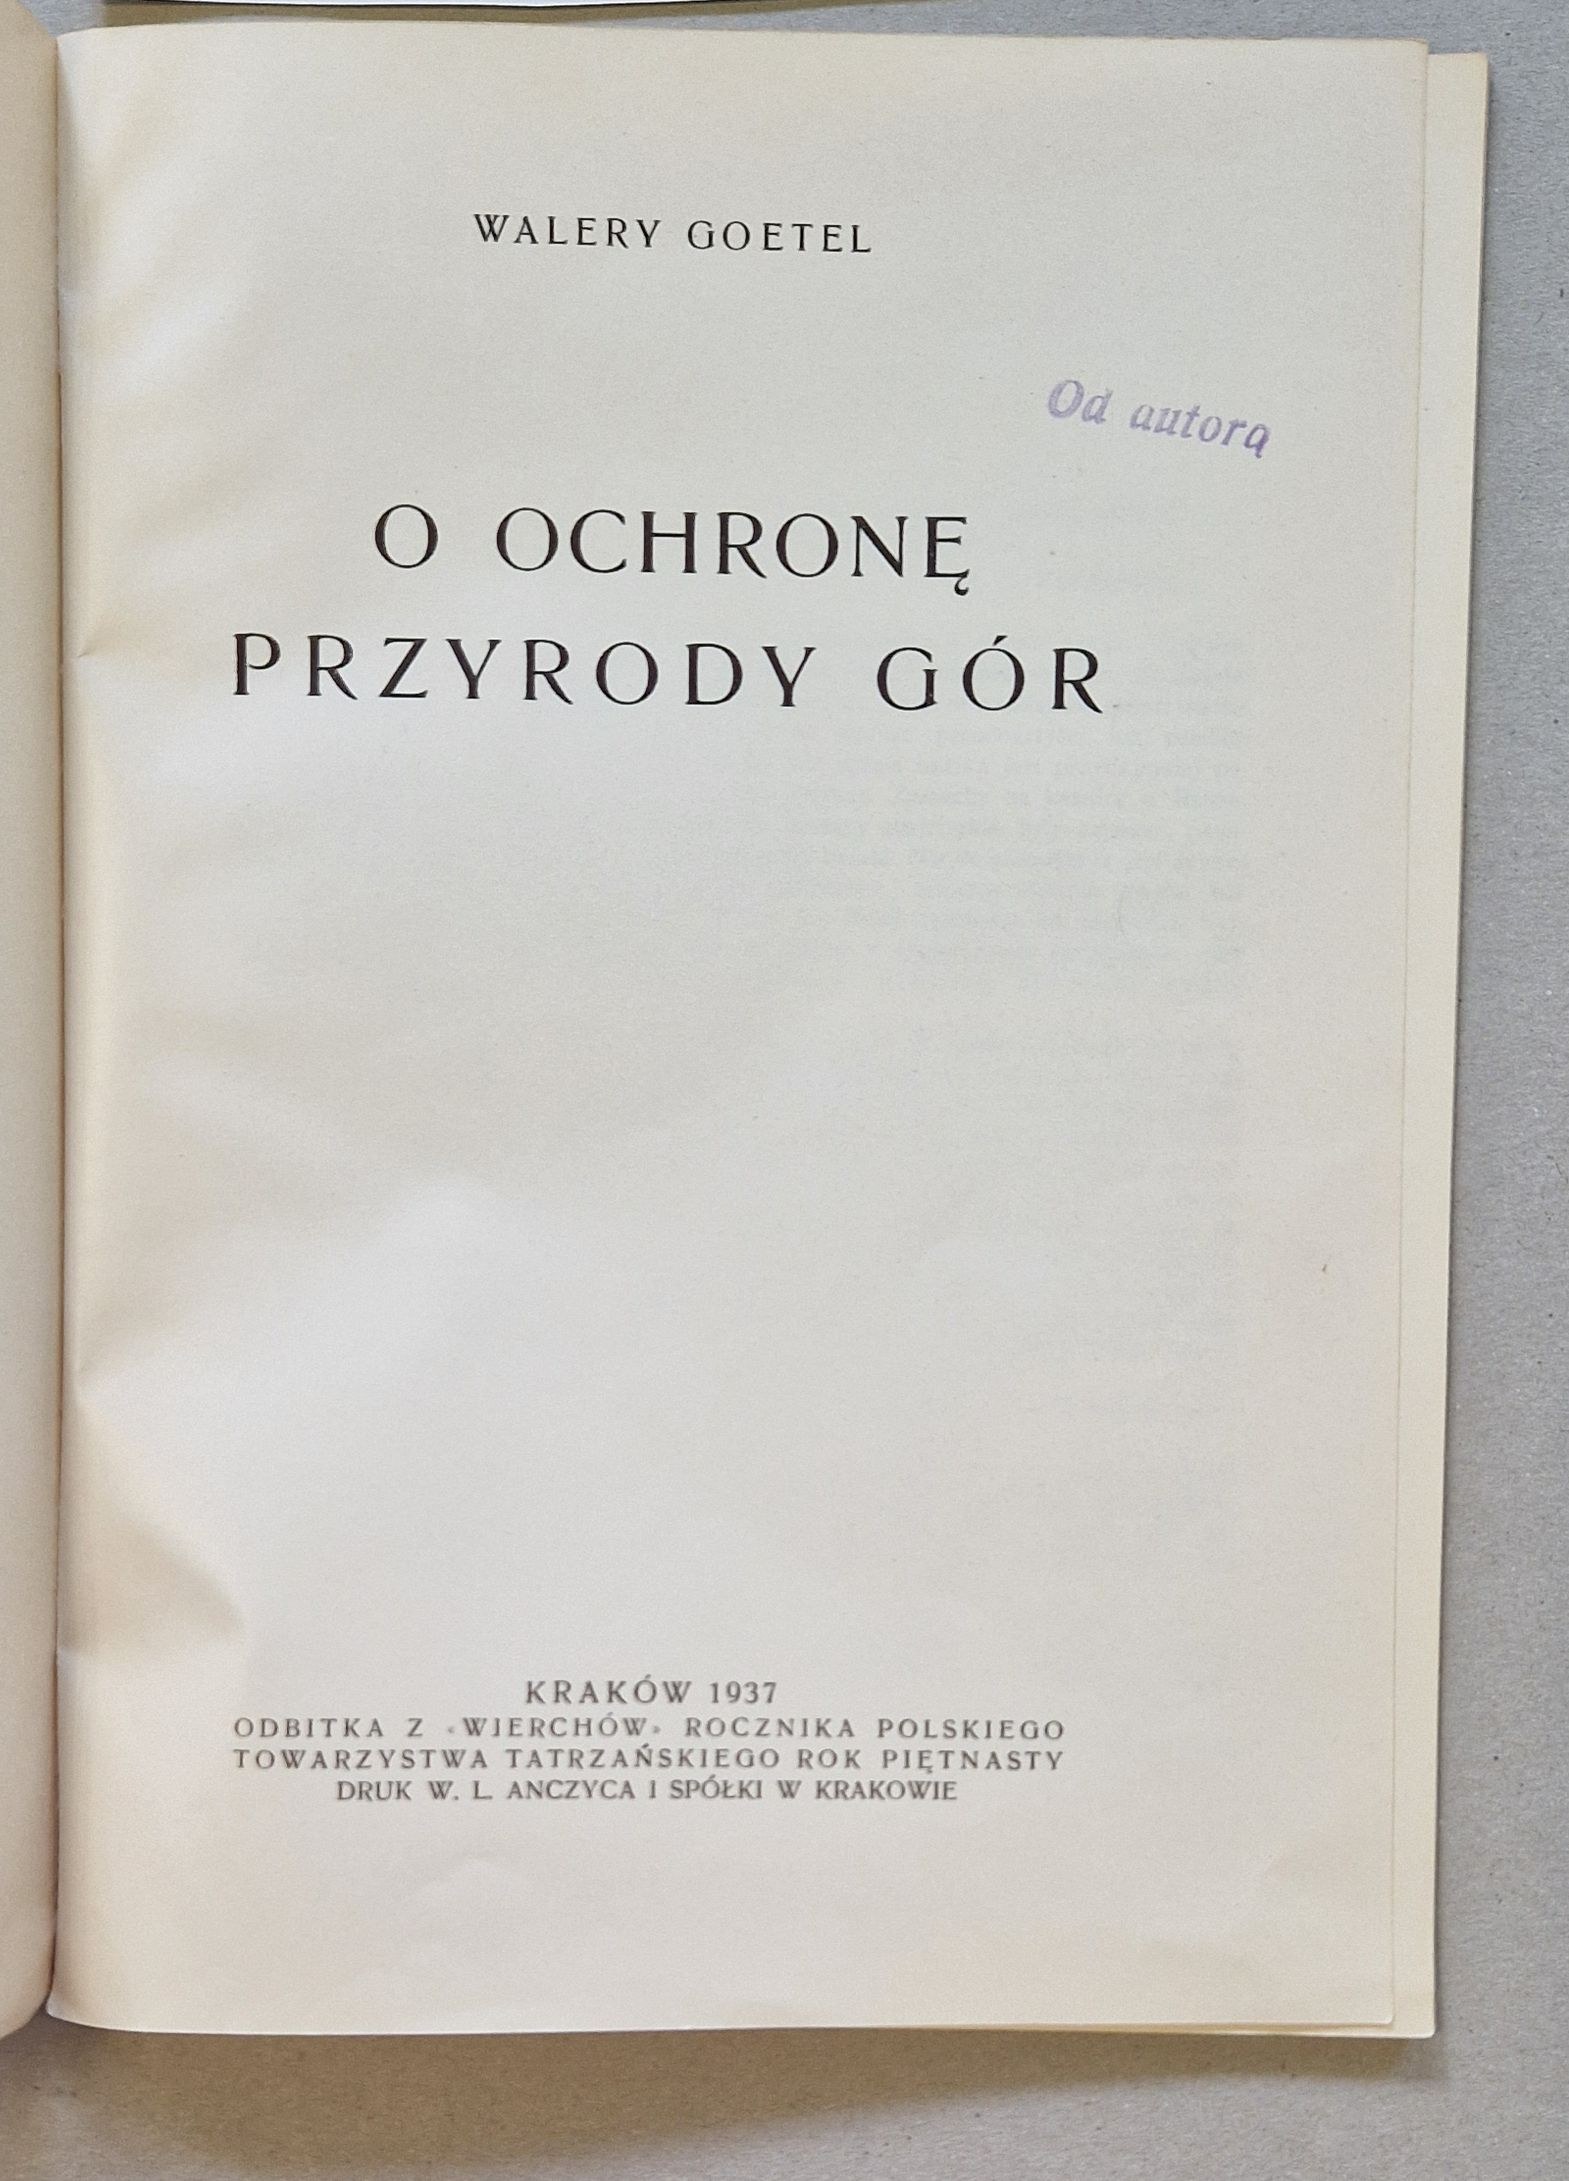 WALERY GOETEL
Od autora
O OCHRONĘ
PRZYRODY GÓR
KRAKÓW 1937
ODBITKA Z «WIERCHÓW» ROCZNIKA POLSKIEGO
TOWARZYSTWA TATRZAŃSKIEGO ROK PIĘTNASTY
DRUK W. L. ANCZYCA I SPÓŁKI W KRAKOWIE